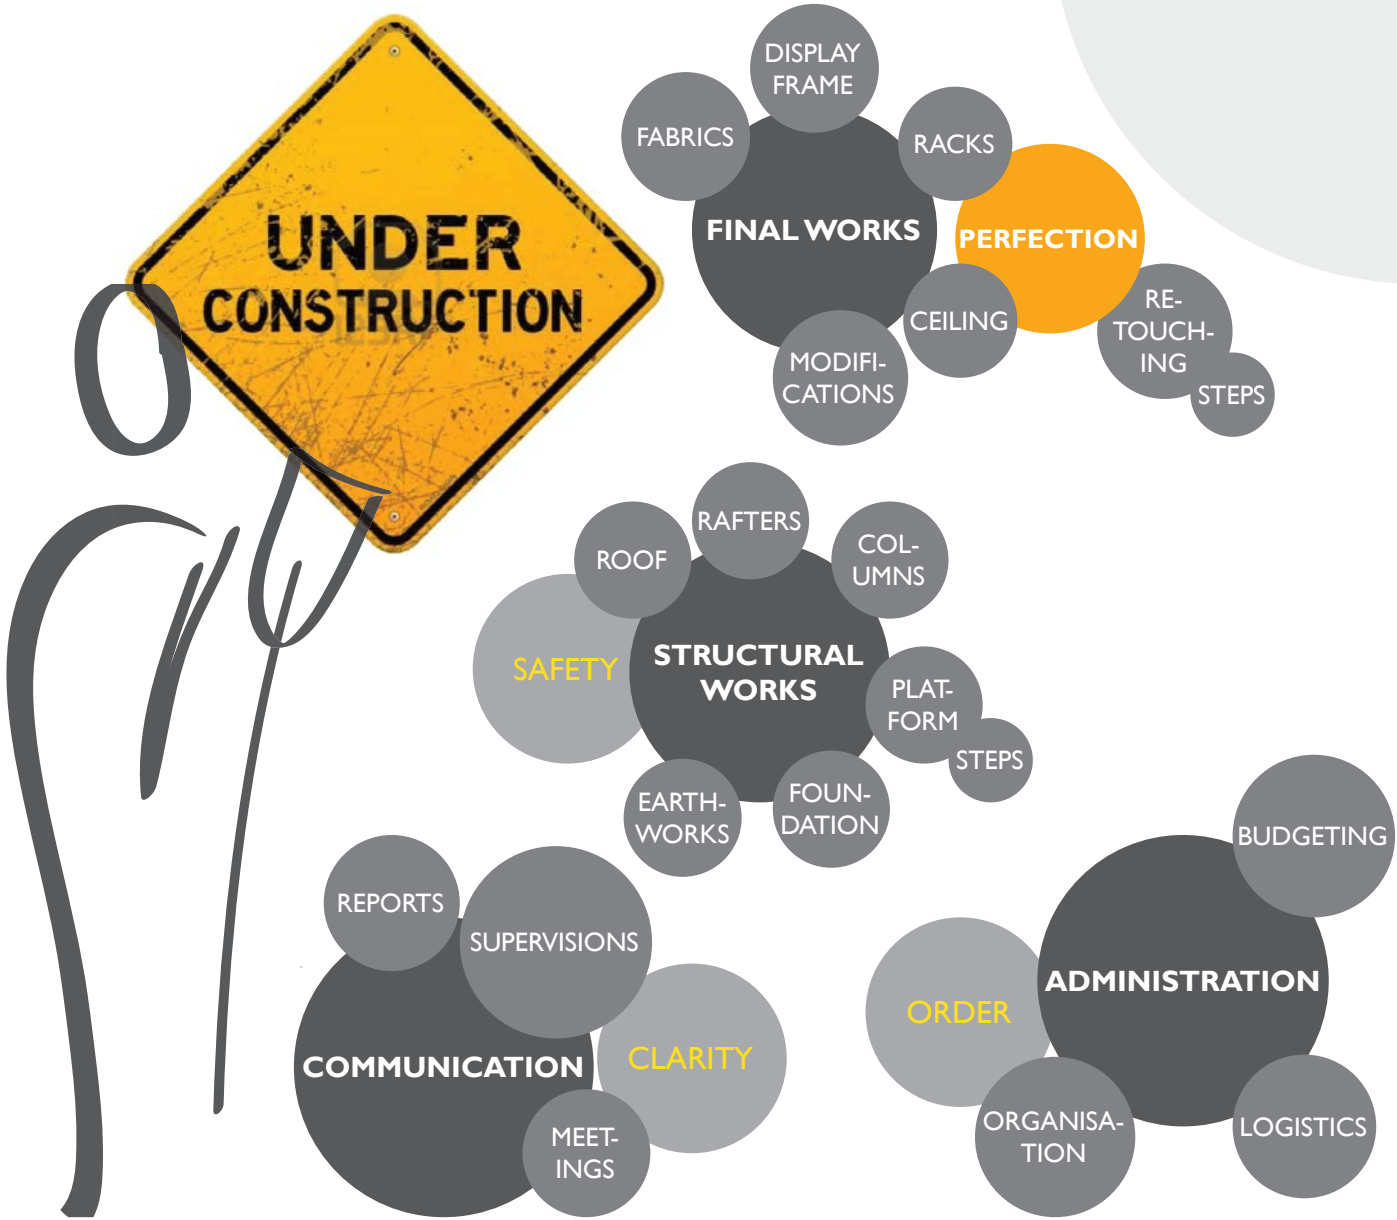 UNDER
CONSTRUCTION
DISPLAY
FRAME
FABRICS
RACKS
FINAL WORKS
PERFECTION
CEILING
MODIFI-
CATIONS
RE-
TOUCH-
ING
STEPS
RAFTERS
ROOF
COL-
UMNS
SAFETY
STRUCTURAL
WORKS
PLAT-
FORM
STEPS
EARTH-
WORKS
FOUN-
DATION
REPORTS
SUPERVISIONS
COMMUNICATION
CLARITY
MEET-
INGS
BUDGETING
ADMINISTRATION
ORDER
ORGANISA-
TION
LOGISTICS